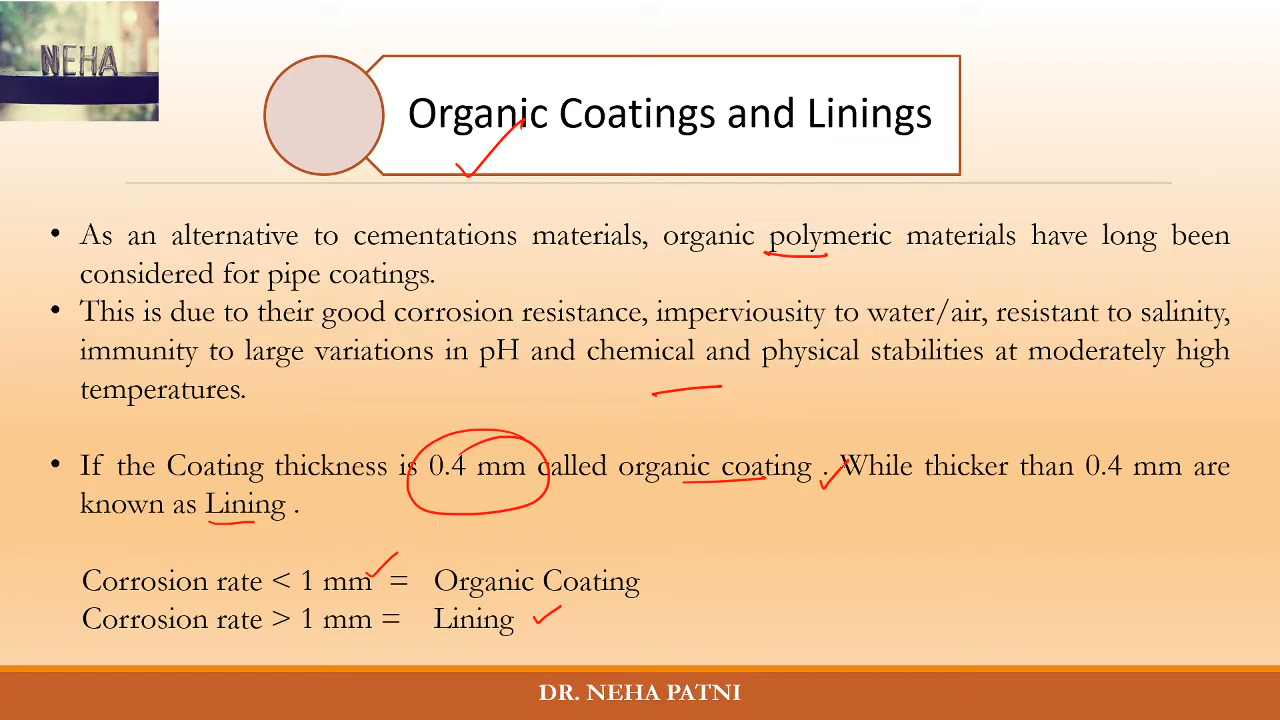 NEHA
Organic Coatings and Linings
• As an alternative to cementations materials, organic polymeric materials have long been
considered for pipe coatings.
• This is due to their good corrosion resistance, imperviousity to water/air, resistant to salinity,
immunity to large variations in pH and chemical and physical stabilities at moderately high
temperatures.
• If the Coating thickness is 0.4 mm called organic coating . While thicker than 0.4 mm are
known as Lining .
Corrosion rate < 1 mm = Organic Coating
Corrosion rate > 1 mm = Lining
DR. NEHA PATNI